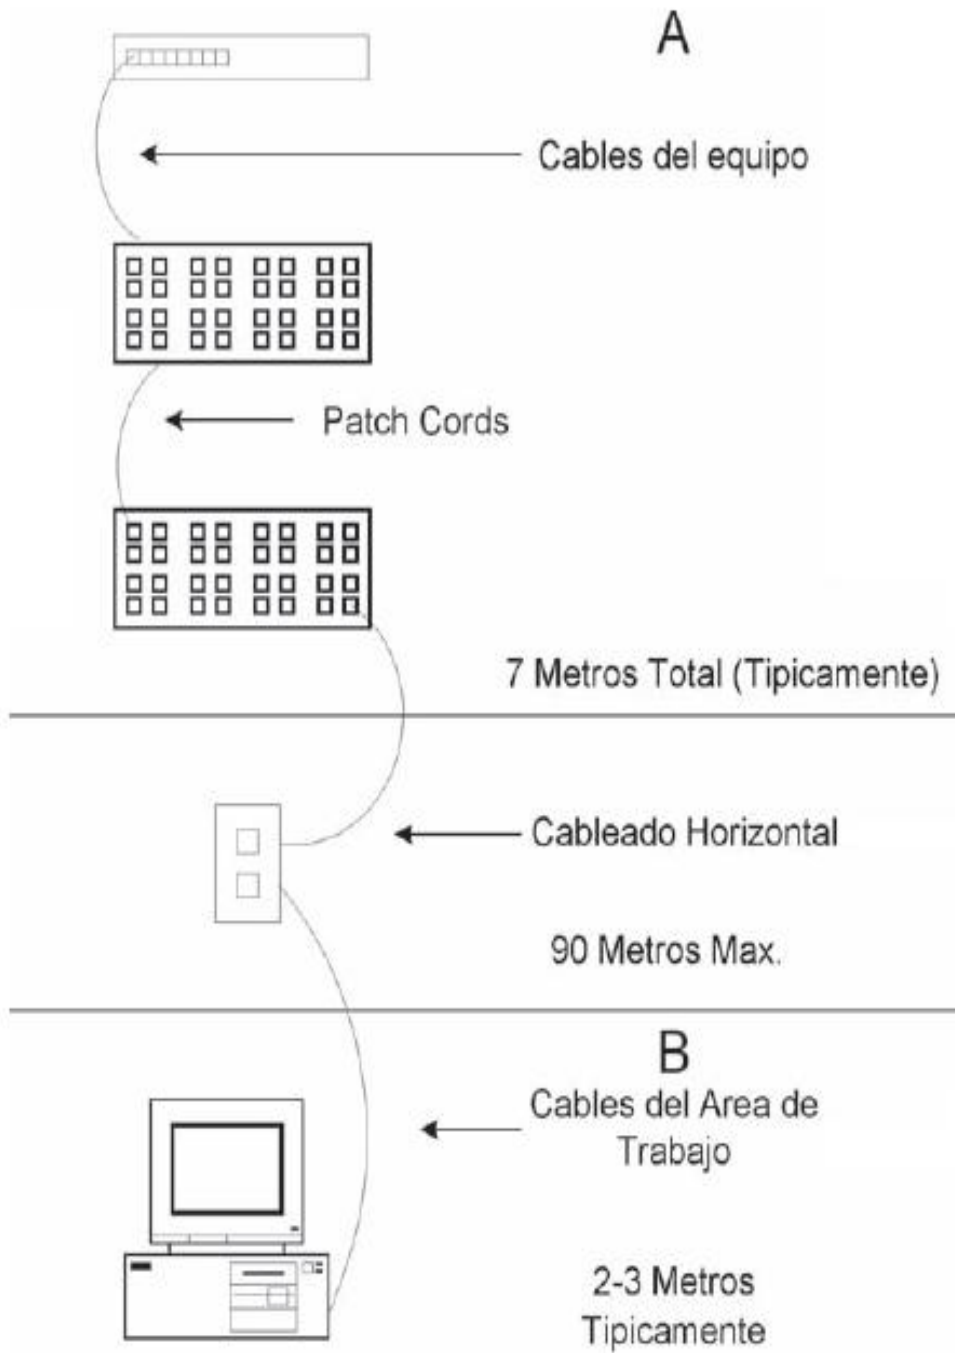 A
Cables del equipo
Patch Cords
7 Metros Total (Tipicamente)
Cableado Horizontal
90 Metros Max.
B
Cables del Area de
Trabajo
2-3 Metros
Tipicamente